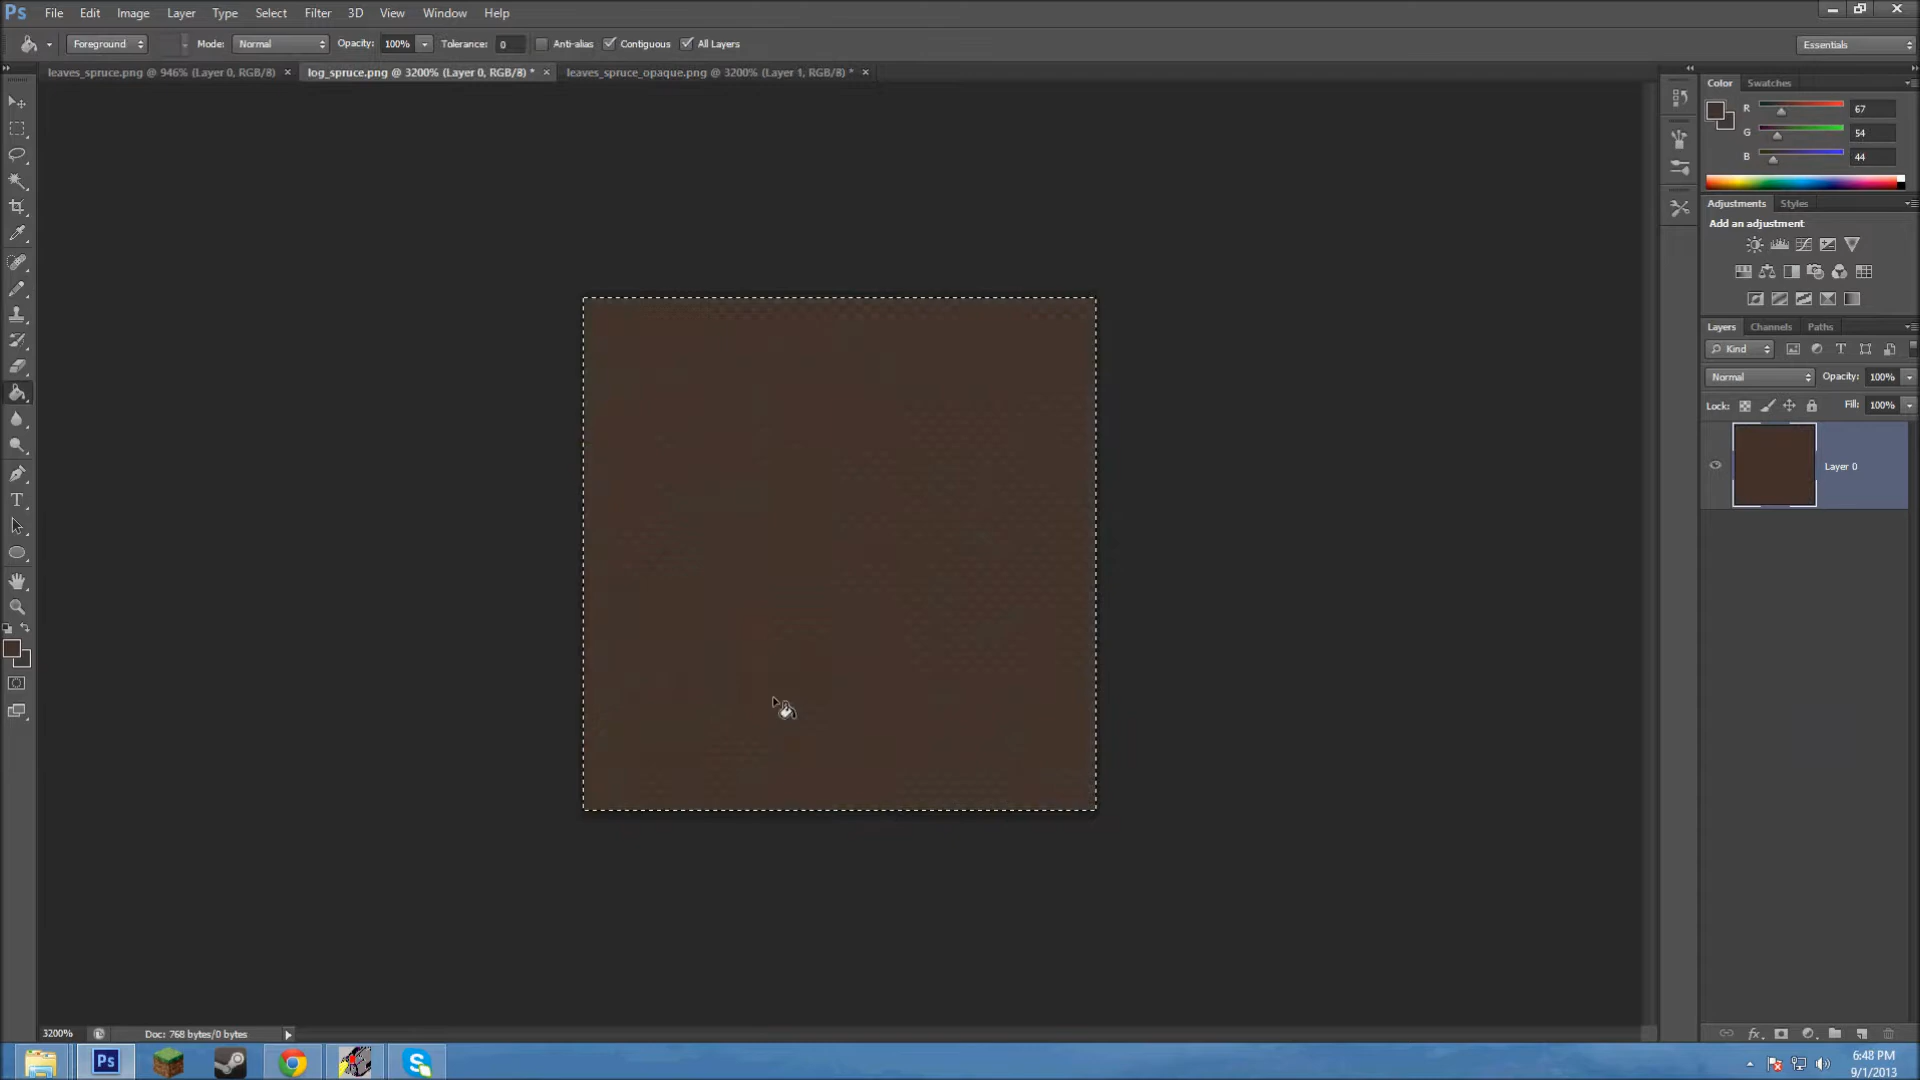 Ps File Edit Image Layer Type Select Filter 3D View Window Help
Foreground Mode: Normal Opacity: 100% Tolerance: 0 Anti-alias Contiguous All Layers Essentials
leaves_spruce.png @ 946% (Layer 0, RGB/8) × log_spruce.png @ 3200% (Layer 0, RGB/8) * × leaves_spruce_opaque.png @ 3200% (Layer 1, RGB/8) * ×
Color Swatches
R 67
G 54
B 44
Adjustments Styles
Add an adjustment
Layers Channels Paths
Kind T
Normal Opacity: 100%
Lock: Fill: 100%
Layer 0
T
fx
3200% Doc: 768 bytes/0 bytes
Ps
6:48 PM
9/1/2013